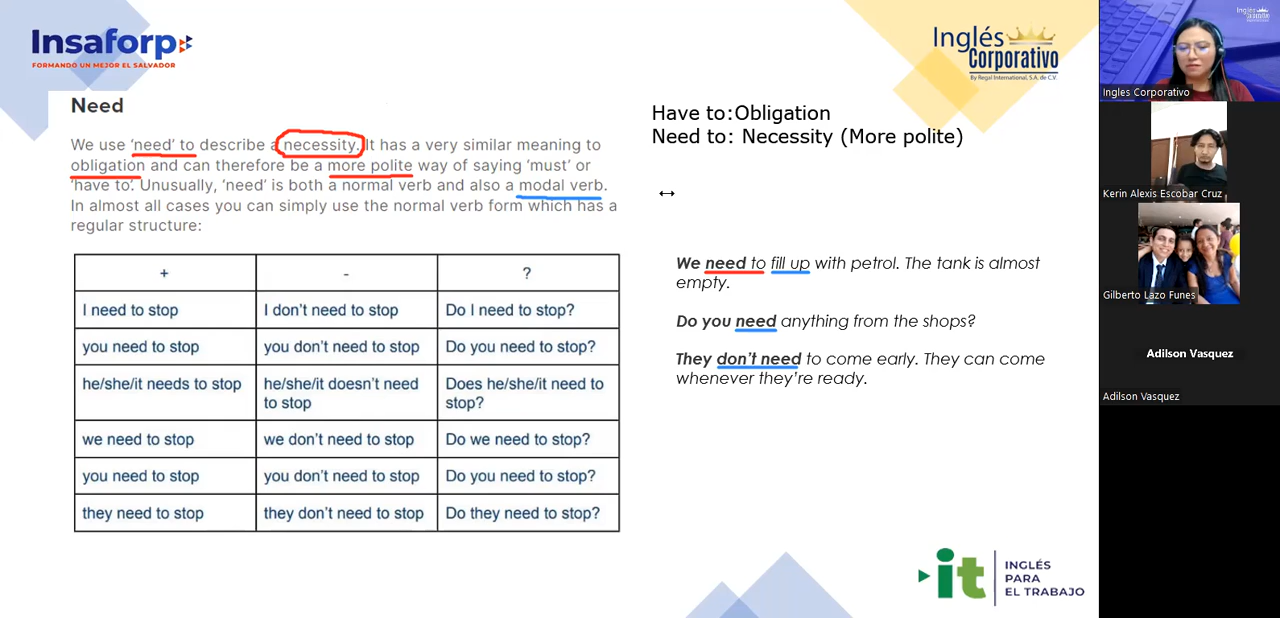 Insaforp
FORMANDO UN MEJOR EL SALVADOR
Inglés
Corporativo
By Regal International, S.A. de C.V.
Need
We use ‘need’ to describe a necessity. It has a very similar meaning to
obligation and can therefore be a more polite way of saying ‘must’ or
‘have to’. Unusually, ‘need’ is both a normal verb and also a modal verb.
In almost all cases you can simply use the normal verb form which has a
regular structure:
+ - ?
I need to stop I don’t need to stop Do I need to stop?
you need to stop you don’t need to stop Do you need to stop?
he/she/it needs to stop he/she/it doesn’t need to stop Does he/she/it need to stop?
we need to stop we don’t need to stop Do we need to stop?
you need to stop you don’t need to stop Do you need to stop?
they need to stop they don’t need to stop Do they need to stop?
Have to:Obligation
Need to: Necessity (More polite)
We need to fill up with petrol. The tank is almost
empty.
Do you need anything from the shops?
They don’t need to come early. They can come
whenever they’re ready.
it
INGLÉS
PARA
EL TRABAJO
Ingles Corporativo
Kerin Alexis Escobar Cruz
Gilberto Lazo Funes
Adilson Vasquez
Adilson Vasquez